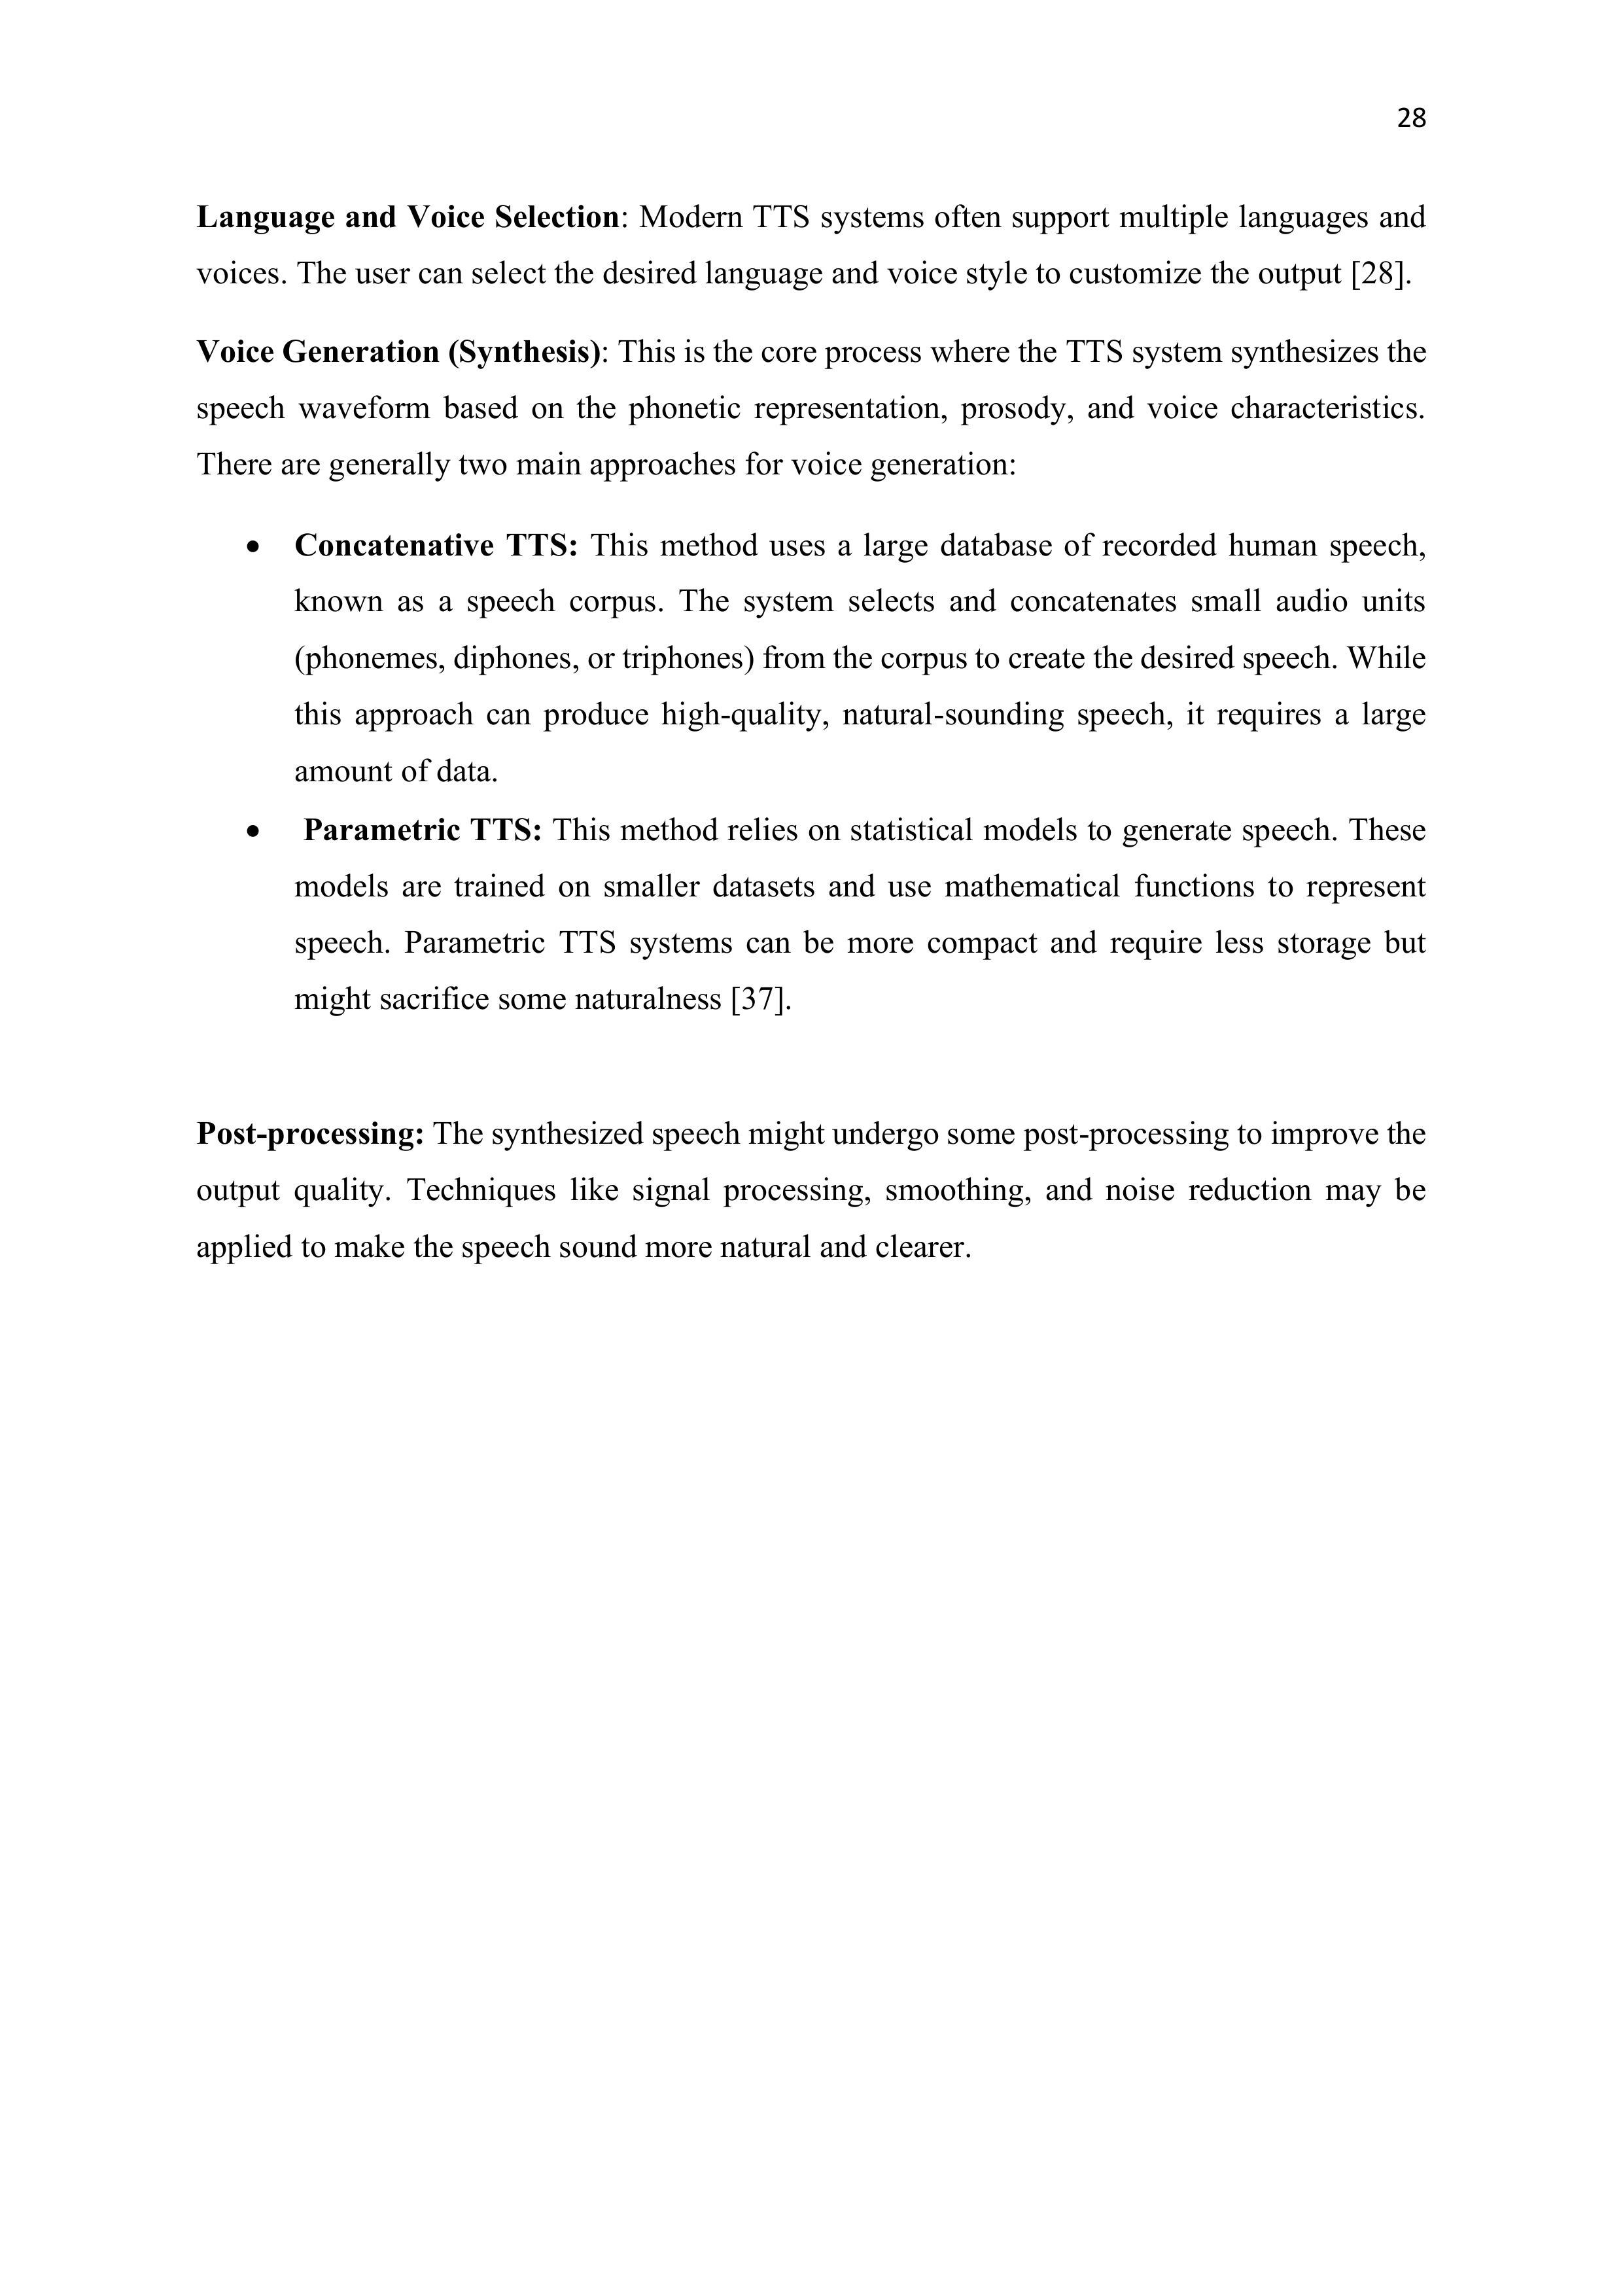 28
Language and Voice Selection: Modern TTS systems often support multiple languages and
voices. The user can select the desired language and voice style to customize the output [28].
Voice Generation (Synthesis): This is the core process where the TTS system synthesizes the
speech waveform based on the phonetic representation, prosody, and voice characteristics.
There are generally two main approaches for voice generation:
• Concatenative TTS: This method uses a large database of recorded human speech,
known as a speech corpus. The system selects and concatenates small audio units
(phonemes, diphones, or triphones) from the corpus to create the desired speech. While
this approach can produce high-quality, natural-sounding speech, it requires a large
amount of data.
• Parametric TTS: This method relies on statistical models to generate speech. These
models are trained on smaller datasets and use mathematical functions to represent
speech. Parametric TTS systems can be more compact and require less storage but
might sacrifice some naturalness [37].
Post-processing: The synthesized speech might undergo some post-processing to improve the
output quality. Techniques like signal processing, smoothing, and noise reduction may be
applied to make the speech sound more natural and clearer.